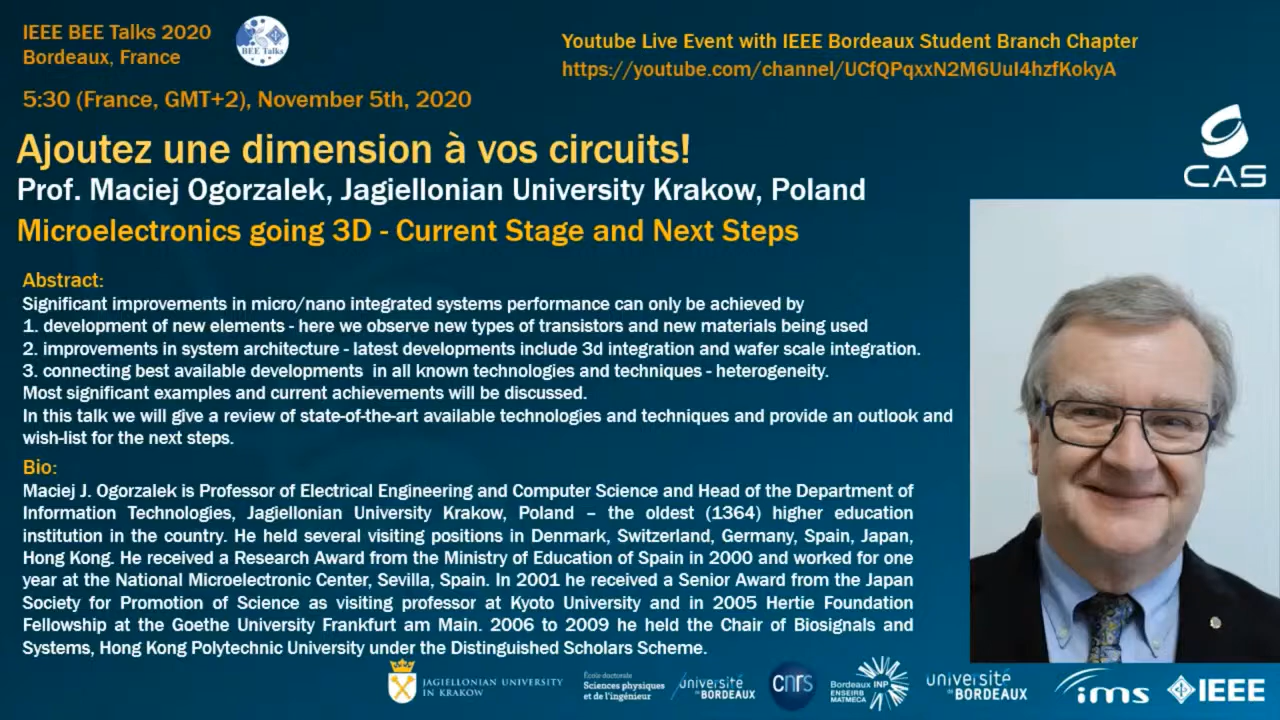 IEEE BEE Talks 2020
Bordeaux, France
BEE Talks
Youtube Live Event with IEEE Bordeaux Student Branch Chapter
https://youtube.com/channel/UCfQPqxxN2M6UuI4hzfKokyA
5:30 (France, GMT+2), November 5th, 2020
Ajoutez une dimension à vos circuits!
Prof. Maciej Ogorzalek, Jagiellonian University Krakow, Poland
Microelectronics going 3D - Current Stage and Next Steps
CAS
Abstract:
Significant improvements in micro/nano integrated systems performance can only be achieved by
1. development of new elements - here we observe new types of transistors and new materials being used
2. improvements in system architecture - latest developments include 3d integration and wafer scale integration.
3. connecting best available developments in all known technologies and techniques - heterogeneity.
Most significant examples and current achievements will be discussed.
In this talk we will give a review of state-of-the-art available technologies and techniques and provide an outlook and
wish-list for the next steps.
Bio:
Maciej J. Ogorzalek is Professor of Electrical Engineering and Computer Science and Head of the Department of
Information Technologies, Jagiellonian University Krakow, Poland – the oldest (1364) higher education
institution in the country. He held several visiting positions in Denmark, Switzerland, Germany, Spain, Japan,
Hong Kong. He received a Research Award from the Ministry of Education of Spain in 2000 and worked for one
year at the National Microelectronic Center, Sevilla, Spain. In 2001 he received a Senior Award from the Japan
Society for Promotion of Science as visiting professor at Kyoto University and in 2005 Hertie Foundation
Fellowship at the Goethe University Frankfurt am Main. 2006 to 2009 he held the Chair of Biosignals and
Systems, Hong Kong Polytechnic University under the Distinguished Scholars Scheme.
JAGIELLONIAN UNIVERSITY
IN KRAKOW
École doctorale
Sciences physiques
et de l'ingénieur
université
de BORDEAUX
cnrs
Bordeaux INP
ENSEIRB
MATMECA
université
de BORDEAUX
ims
IEEE